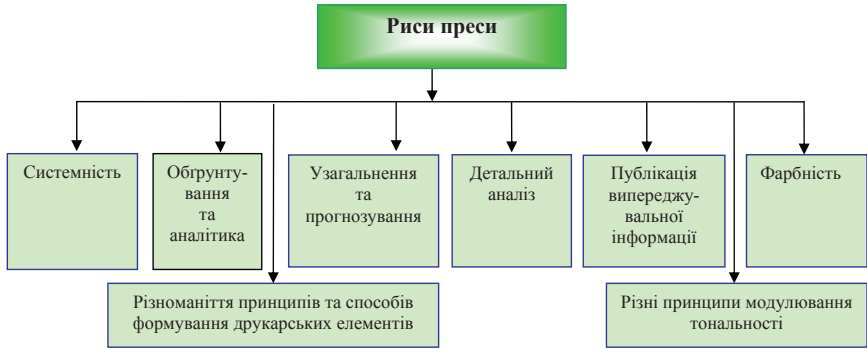 Риси преси
Системність
Обґрунту-
вання
та
аналітика
Узагальнення
та
прогнозування
Детальний
аналіз
Публікація
випереджу-
вальної
інформації
Фарбність
Різноманіття принципів та способів
формування друкарських елементів
Різні принципи модулювання
тональності